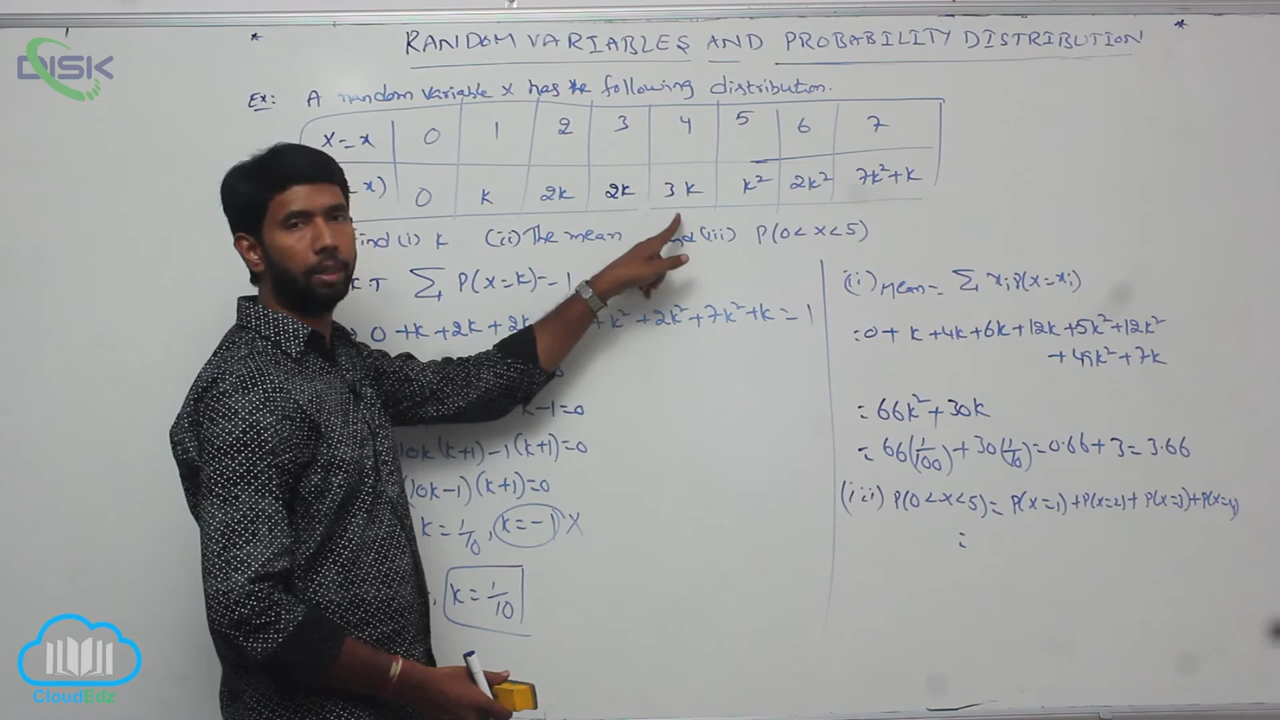 DISK
* RANDOM VARIABLES AND PROBABILITY DISTRIBUTION *
Ex: A random variable X has the following distribution.
X=x 0 1 2 3 4 5 6 7
x) 0 k 2k 2k 3k k² 2k² 7k²+k
Find (i) k (ii) The mean (iii) P(0<X<5)
K.T ∑ P(X=k)=1
0+k+2k+2k +k²+2k²+7k²+k=1
k-1=0
10k(k+1)-1(k+1)=0
(10k-1)(k+1)=0
k=1/10, k=-1 X
k=1/10
(ii) Mean= ∑ xᵢP(X=xᵢ)
=0+k+4k+6k+12k+5k²+12k²
+49k²+7k
=66k²+30k
=66(1/100)+30(1/10)=0.66+3=3.66
(iii) P(0<X<5)=P(X=1)+P(X=2)+P(X=3)+P(X=4)
=
CloudEdz